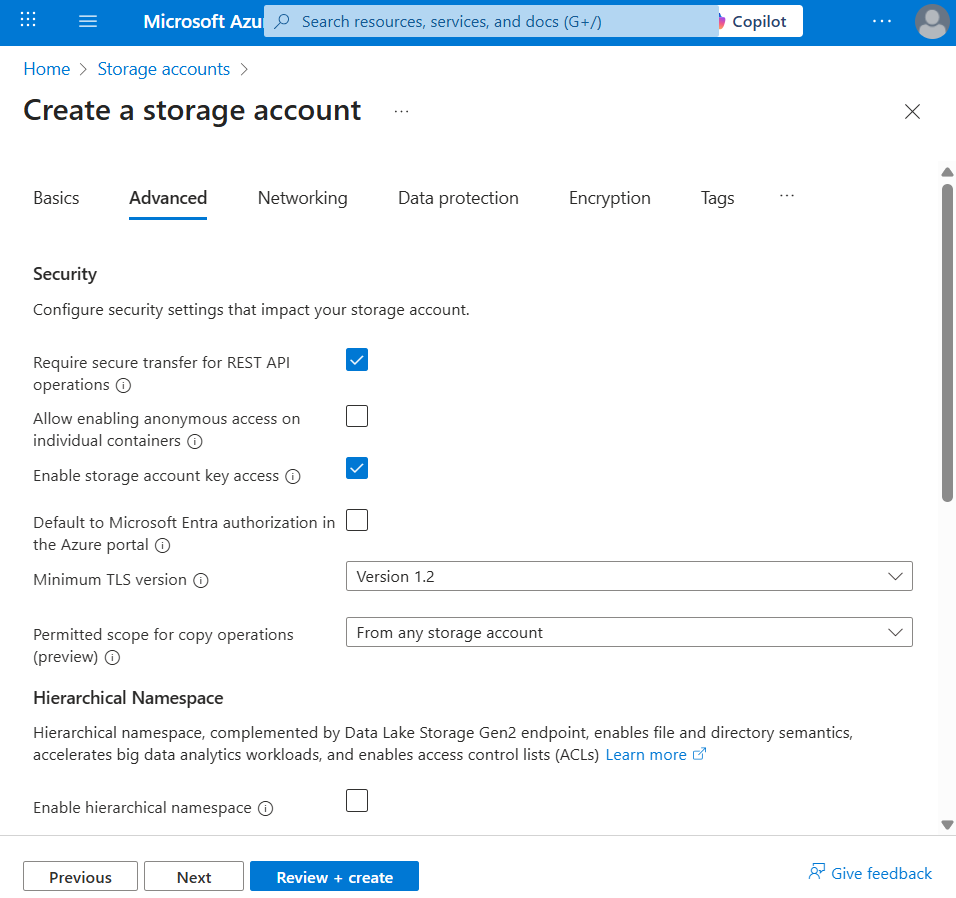 Microsoft Azu
Search resources, services, and docs (G+/)
Copilot
...
Home > Storage accounts >
Create a storage account ...
Basics Advanced Networking Data protection Encryption Tags ...
Security
Configure security settings that impact your storage account.
Require secure transfer for REST API
operations
Allow enabling anonymous access on
individual containers
Enable storage account key access
Default to Microsoft Entra authorization in
the Azure portal
Minimum TLS version
Version 1.2
Permitted scope for copy operations
(preview)
From any storage account
Hierarchical Namespace
Hierarchical namespace, complemented by Data Lake Storage Gen2 endpoint, enables file and directory semantics,
accelerates big data analytics workloads, and enables access control lists (ACLs) Learn more
Enable hierarchical namespace
Previous Next Review + create Give feedback